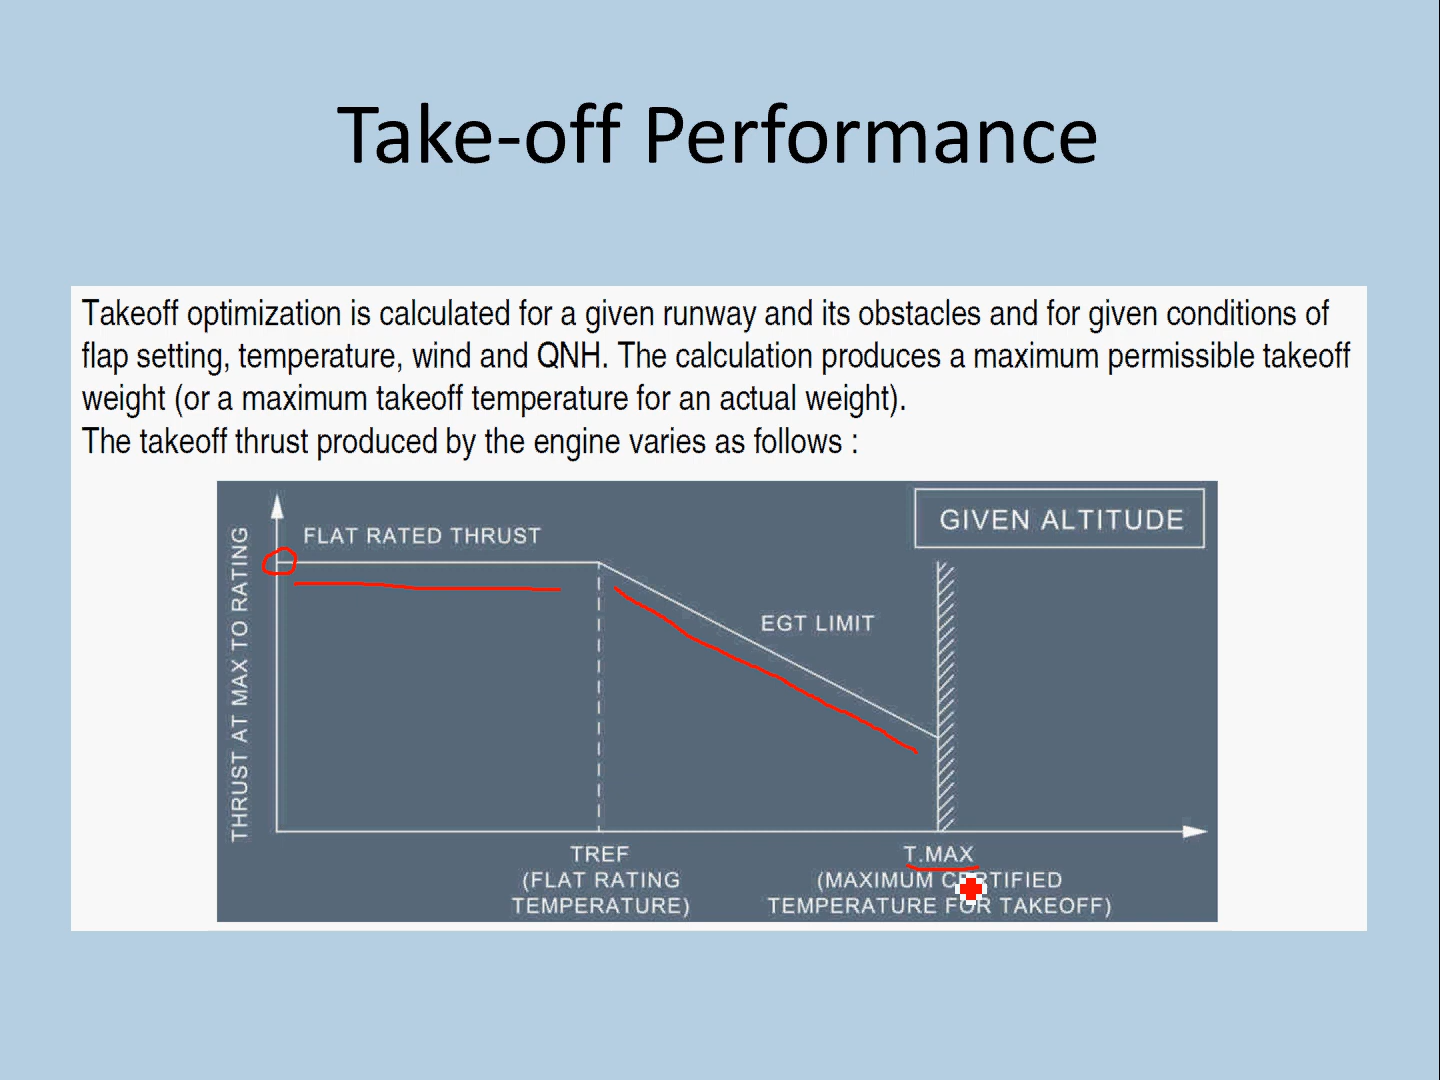 Take-off Performance
Takeoff optimization is calculated for a given runway and its obstacles and for given conditions of
flap setting, temperature, wind and QNH. The calculation produces a maximum permissible takeoff
weight (or a maximum takeoff temperature for an actual weight).
The takeoff thrust produced by the engine varies as follows :
GIVEN ALTITUDE
FLAT RATED THRUST
THRUST AT MAX TO RATING
EGT LIMIT
TREF
(FLAT RATING
TEMPERATURE)
T.MAX
(MAXIMUM CERTIFIED
TEMPERATURE FOR TAKEOFF)